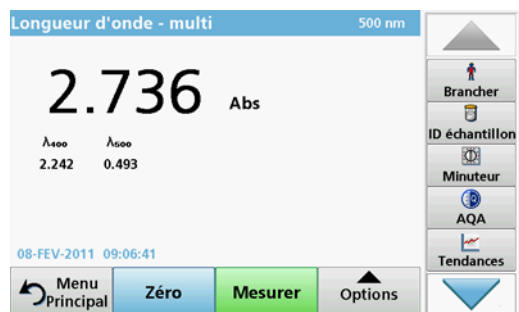 Longueur d'onde - multi 500 nm
2.736 Abs
λ400 λ500
2.242 0.493
08-FEV-2011 09:06:41
Menu Principal
Zéro
Mesurer
Options
Brancher
ID échantillon
Minuteur
AQA
Tendances